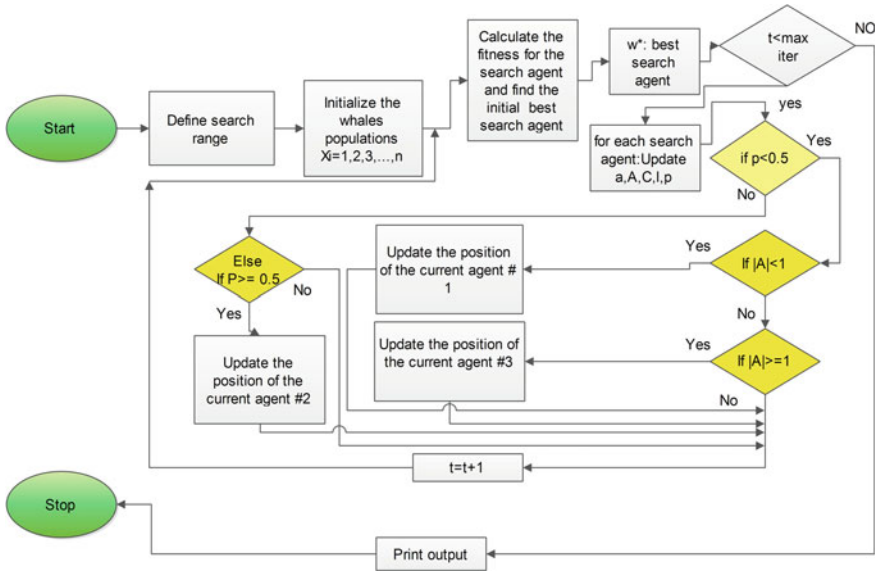 Start
Define search
range
Initialize the
whales
populations
Xi=1,2,3,...,n
Calculate the
fitness for the
search agent
and find the
initial best
search agent
w*: best
search
agent
t<max
iter
NO
yes
for each search
agent:Update
a,A,C,l,p
if p<0.5
Yes
No
Else
If P>= 0.5
No
Yes
Update the
position of the
current agent #2
Update the position
of the current agent #
1
Yes
If |A|<1
No
Update the position of
the current agent #3
Yes
If |A|>=1
No
t=t+1
Stop
Print output